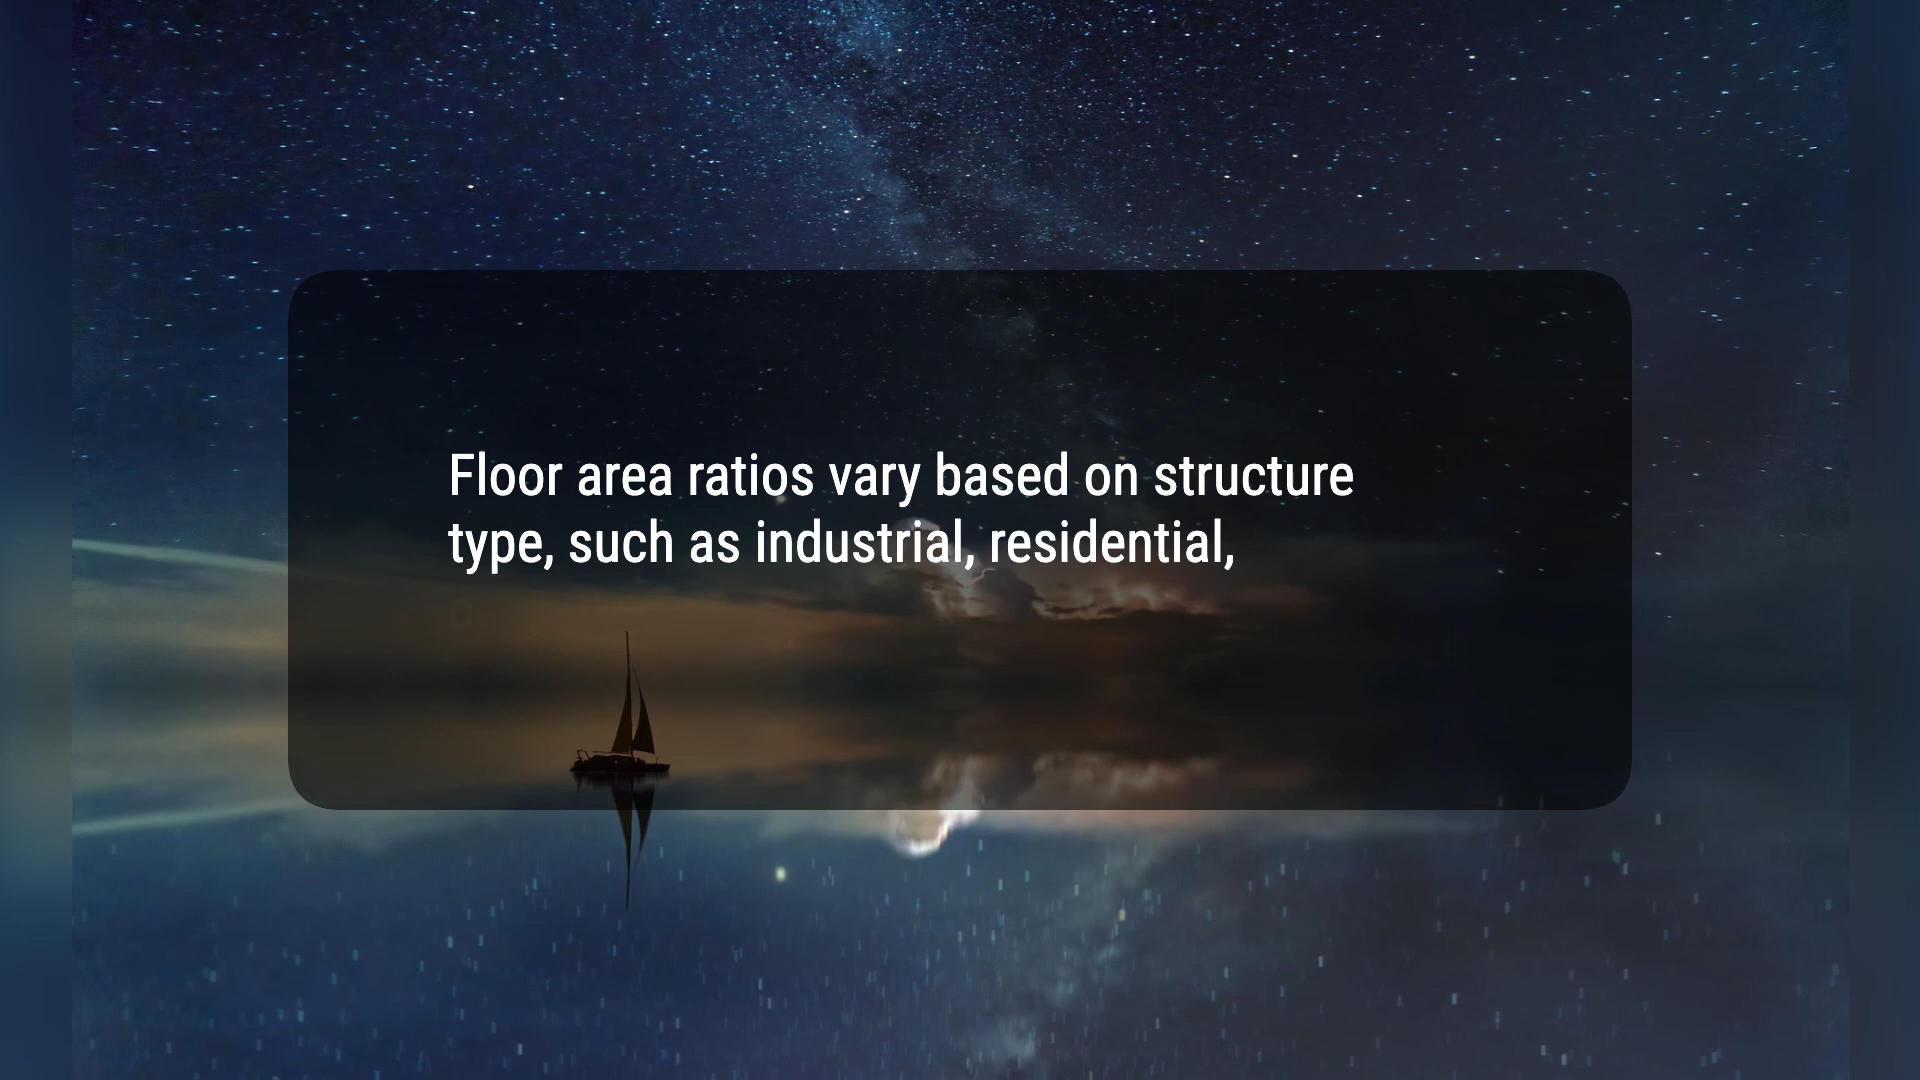 Floor area ratios vary based on structure
type, such as industrial, residential,